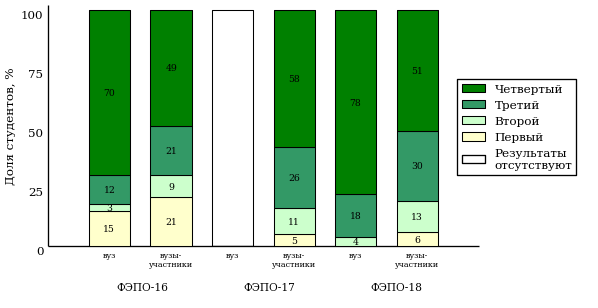 100
75
50
25
0
Доля студентов, %
70
12
3
15
49
21
9
21
58
26
11
5
78
18
4
51
30
13
6
вуз
вузы-
участники
вуз
вузы-
участники
вуз
вузы-
участники
ФЭПО-16
ФЭПО-17
ФЭПО-18
Четвертый
Третий
Второй
Первый
Результаты
отсутствуют